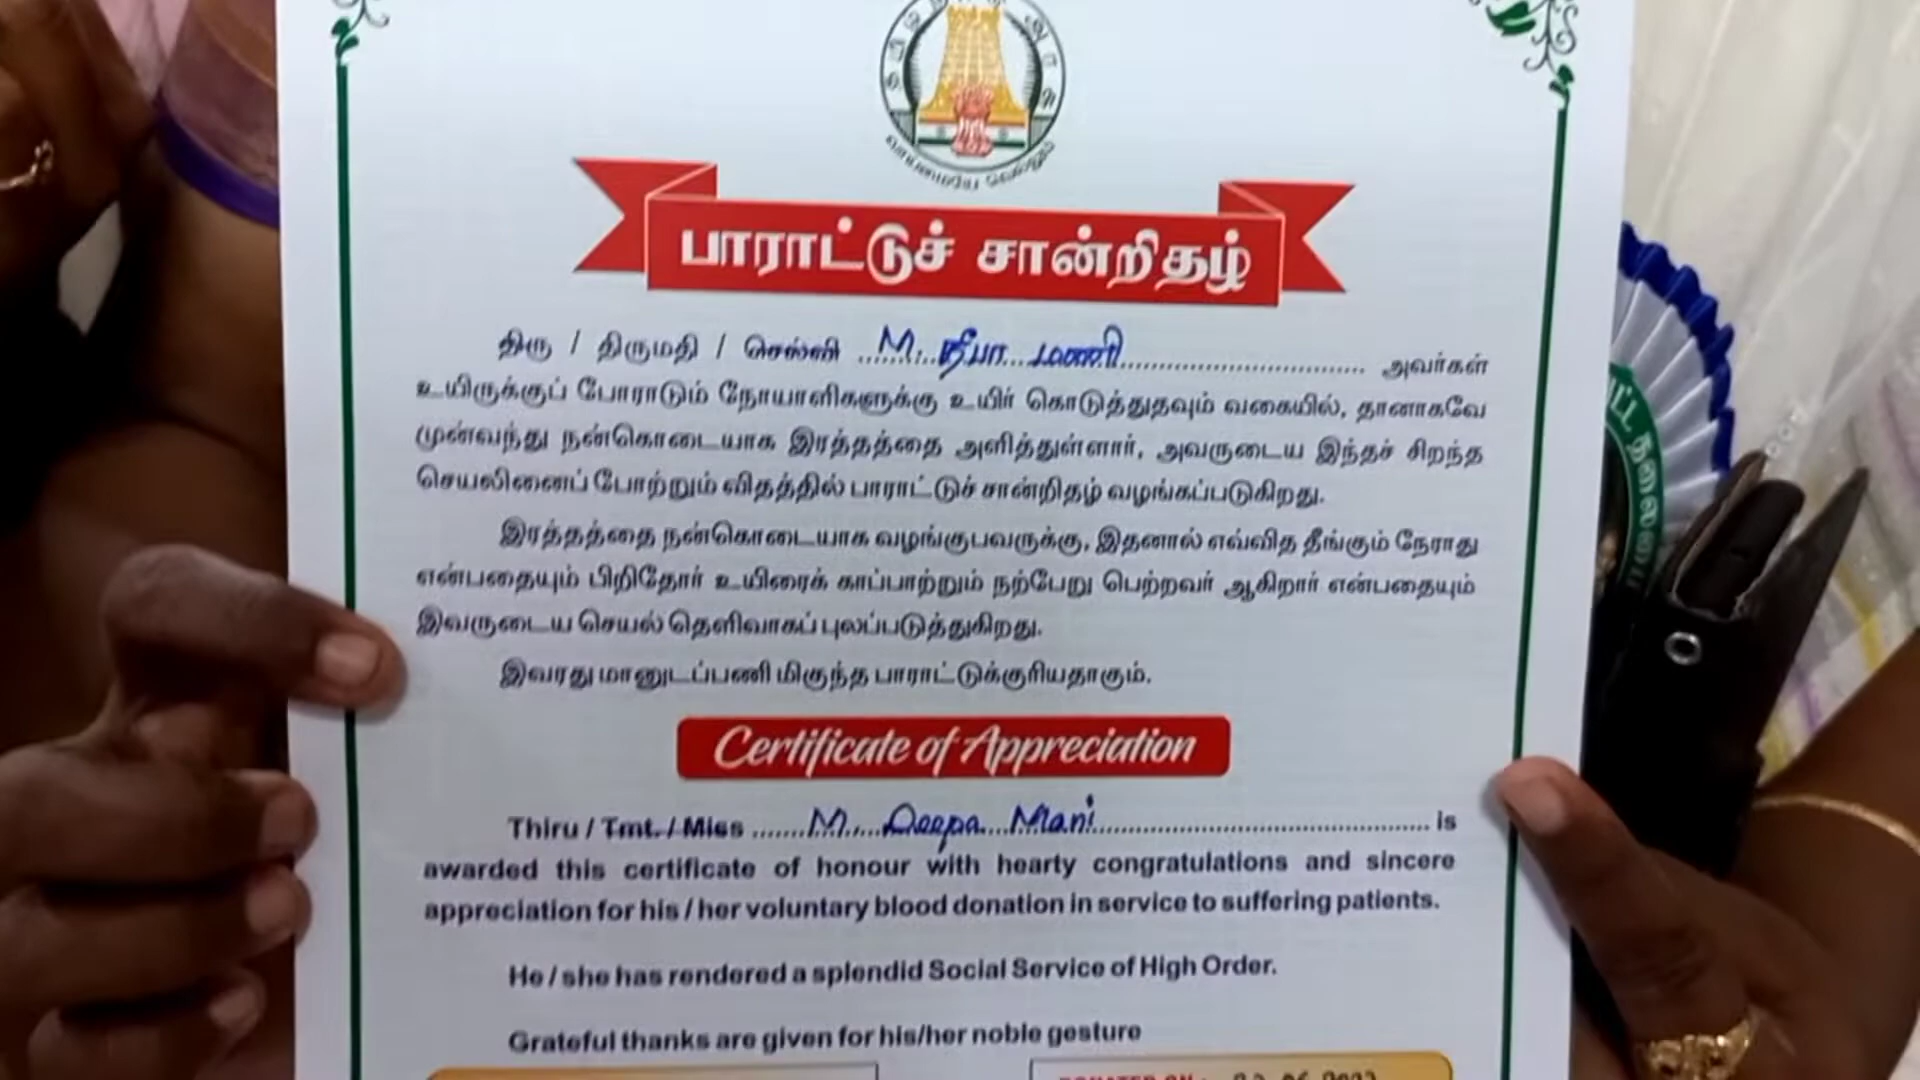 தமிழ்நாடு அரசு
வாய்மையே வெல்லும்
பாராட்டுச் சான்றிதழ்
திரு / திருமதி / செல்வி M. தீபா மணி அவர்கள்
உயிருக்குப் போராடும் நோயாளிகளுக்கு உயிர் கொடுத்துதவும் வகையில், தானாகவே
முன்வந்து நன்கொடையாக இரத்தத்தை அளித்துள்ளார், அவருடைய இந்தச் சிறந்த
செயலினைப் போற்றும் விதத்தில் பாராட்டுச் சான்றிதழ் வழங்கப்படுகிறது.
இரத்தத்தை நன்கொடையாக வழங்குபவருக்கு, இதனால் எவ்வித தீங்கும் நேராது
என்பதையும் பிறிதோர் உயிரைக் காப்பாற்றும் நற்பேறு பெற்றவர் ஆகிறார் என்பதையும்
இவருடைய செயல் தெளிவாகப் புலப்படுத்துகிறது.
இவரது மானுடப்பணி மிகுந்த பாராட்டுக்குரியதாகும்.
Certificate of Appreciation
Thiru / Tmt. / Miss M. Deepa Mani is
awarded this certificate of honour with hearty congratulations and sincere
appreciation for his / her voluntary blood donation in service to suffering patients.
He / she has rendered a splendid Social Service of High Order.
Grateful thanks are given for his/her noble gesture